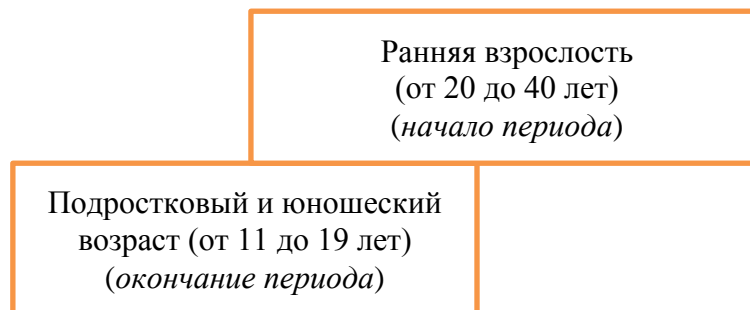 Ранняя взрослость
(от 20 до 40 лет)
(начало периода)
Подростковый и юношеский
возраст (от 11 до 19 лет)
(окончание периода)